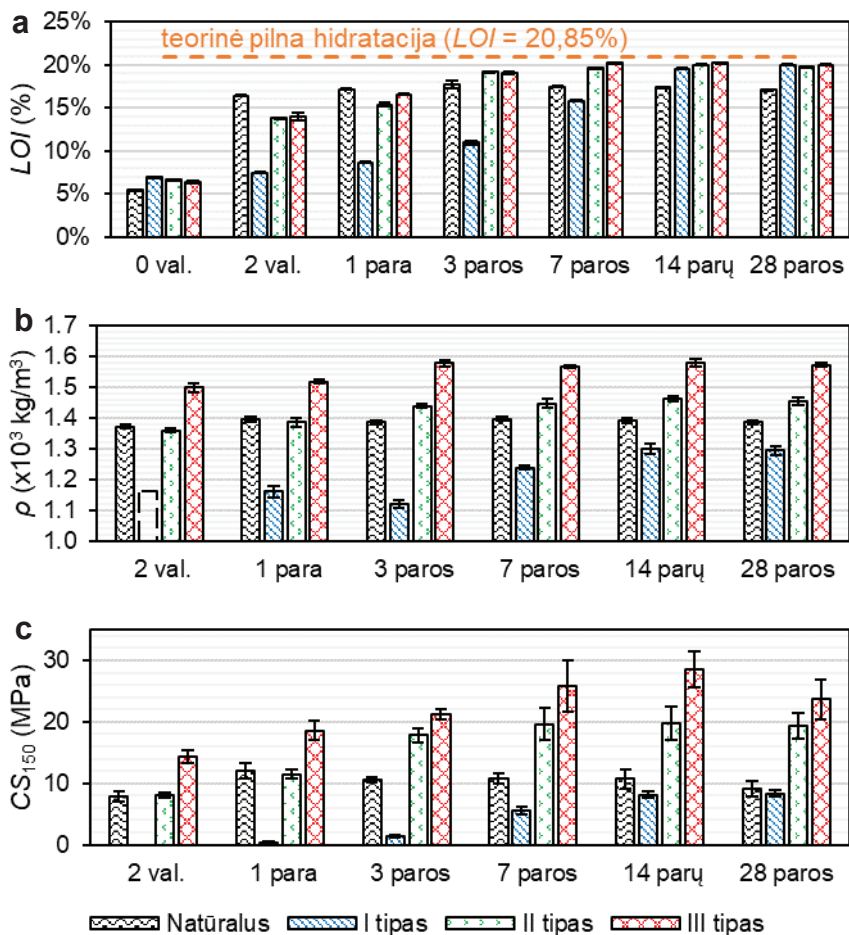 a
25%
20%
15%
10%
5%
0%
LOI (%)
teorinė pilna hidratacija (LOI = 20,85%)
0 val. 2 val. 1 para 3 paros 7 paros 14 parų 28 paros
b
1.7
1.6
1.5
1.4
1.3
1.2
1.1
1.0
ρ (x10³ kg/m³)
2 val. 1 para 3 paros 7 paros 14 parų 28 paros
c
30
20
10
0
CS₁₅₀ (MPa)
2 val. 1 para 3 paros 7 paros 14 parų 28 paros
Natūralus I tipas II tipas III tipas